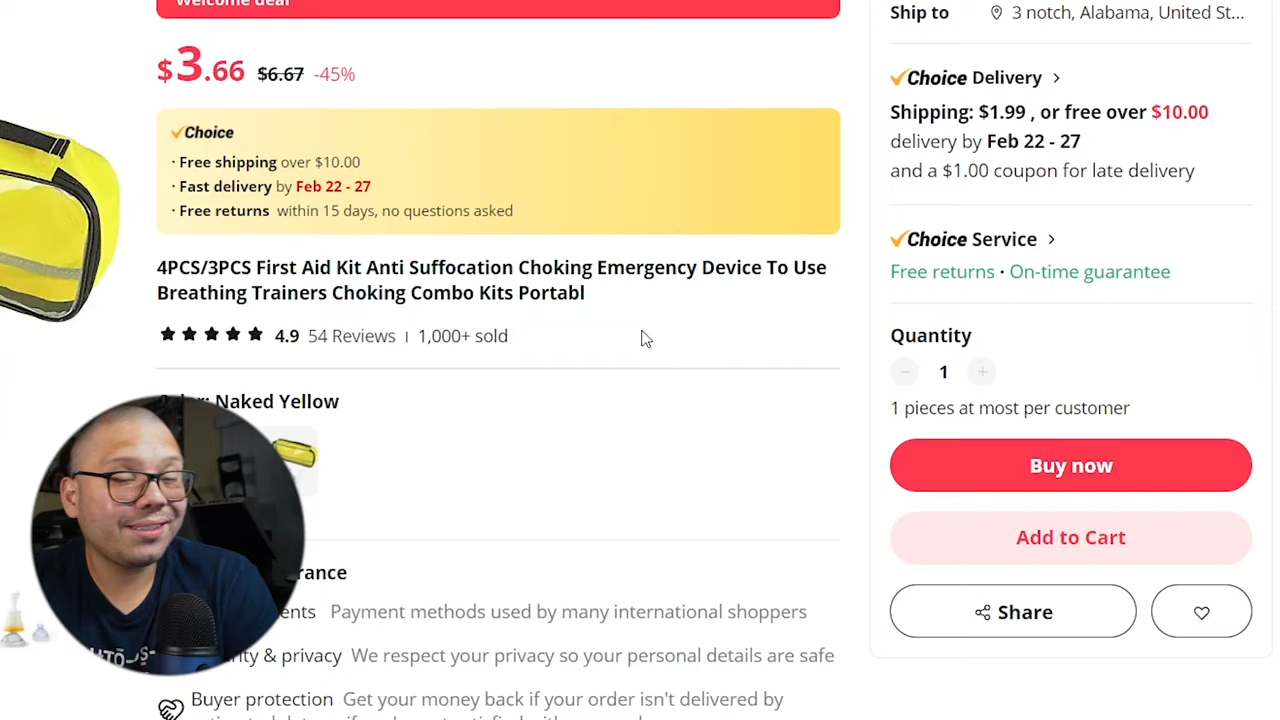 Welcome deal
$3.66 $6.67 -45%
Choice
· Free shipping over $10.00
· Fast delivery by Feb 22 - 27
· Free returns within 15 days, no questions asked
4PCS/3PCS First Aid Kit Anti Suffocation Choking Emergency Device To Use
Breathing Trainers Choking Combo Kits Portabl
4.9 54 Reviews | 1,000+ sold
Naked Yellow
Payment methods used by many international shoppers
& privacy We respect your privacy so your personal details are safe
Buyer protection Get your money back if your order isn't delivered by
Ship to 3 notch, Alabama, United St...
Choice Delivery >
Shipping: $1.99 , or free over $10.00
delivery by Feb 22 - 27
and a $1.00 coupon for late delivery
Choice Service >
Free returns · On-time guarantee
Quantity
− 1 +
1 pieces at most per customer
Buy now
Add to Cart
Share